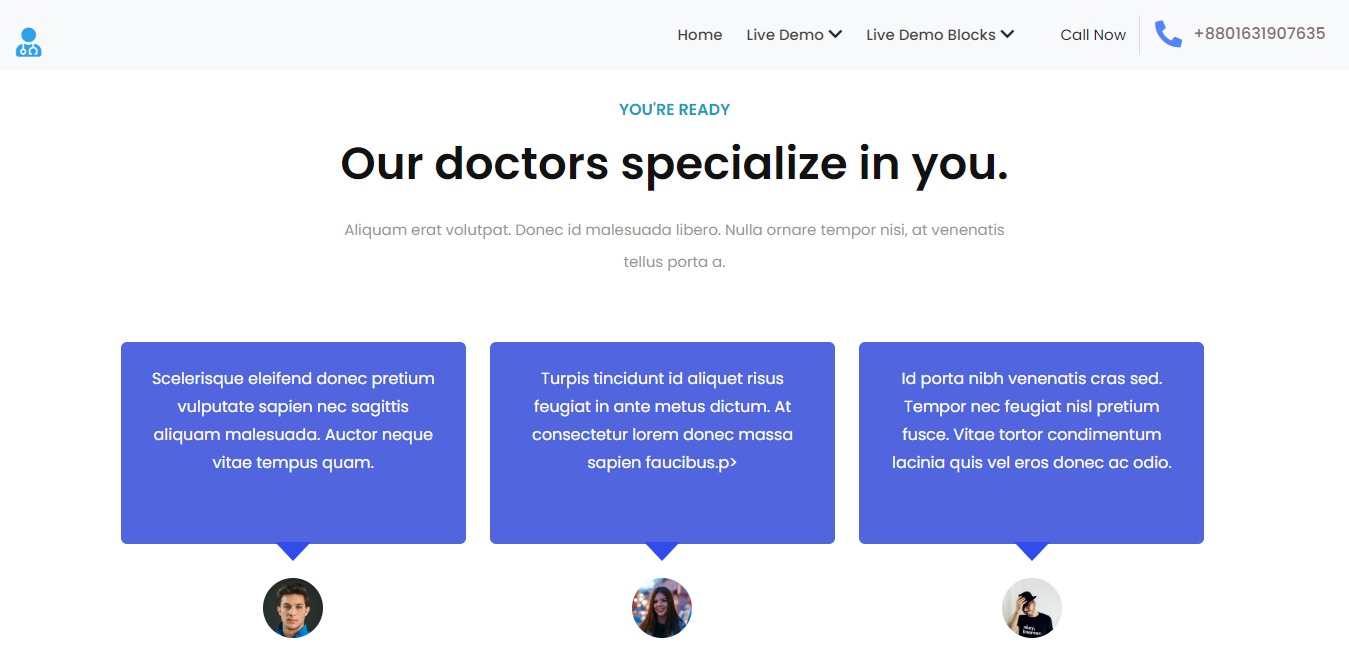 Home Live Demo Live Demo Blocks Call Now +8801631907635
YOU'RE READY
Our doctors specialize in you.
Aliquam erat volutpat. Donec id malesuada libero. Nulla ornare tempor nisi, at venenatis
tellus porta a.
Scelerisque eleifend donec pretium
vulputate sapien nec sagittis
aliquam malesuada. Auctor neque
vitae tempus quam.
Turpis tincidunt id aliquet risus
feugiat in ante metus dictum. At
consectetur lorem donec massa
sapien faucibus.p>
Id porta nibh venenatis cras sed.
Tempor nec feugiat nisl pretium
fusce. Vitae tortor condimentum
lacinia quis vel eros donec ac odio.